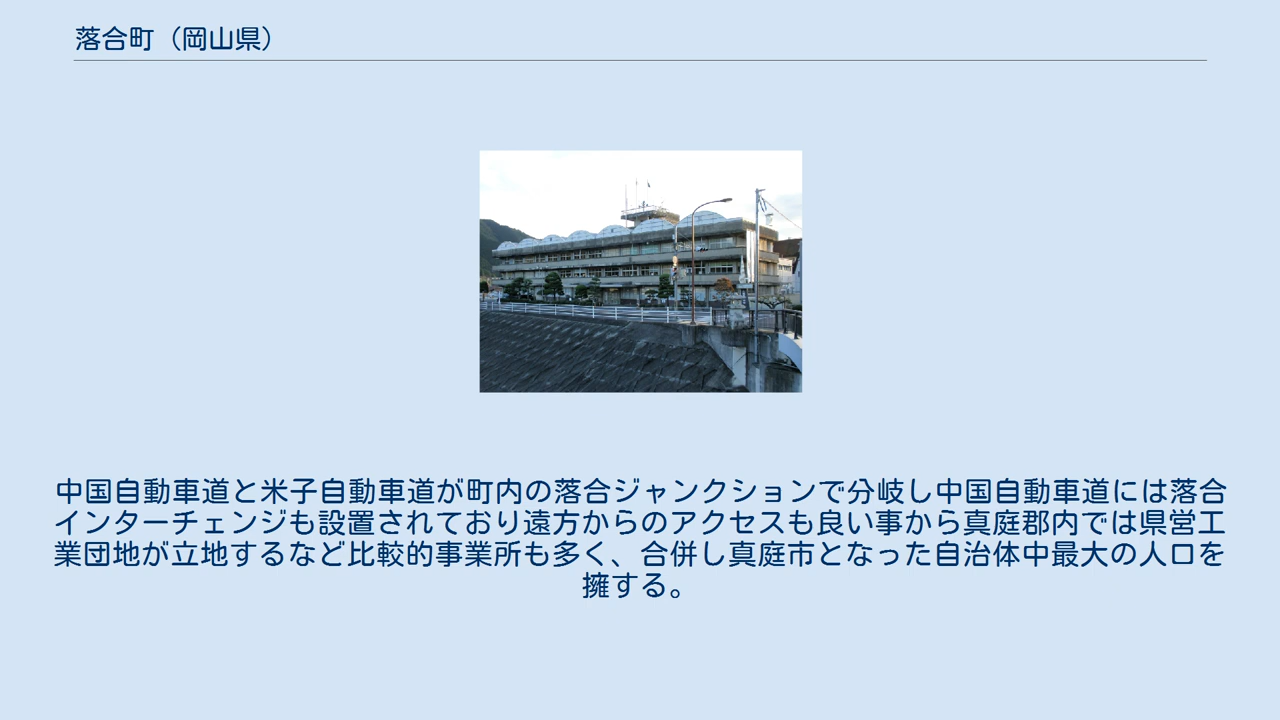 落合町（岡山県）
中国自動車道と米子自動車道が町内の落合ジャンクションで分岐し中国自動車道には落合
インターチェンジも設置されており遠方からのアクセスも良い事から真庭郡内では県営工
業団地が立地するなど比較的事業所も多く、合併し真庭市となった自治体中最大の人口を
擁する。